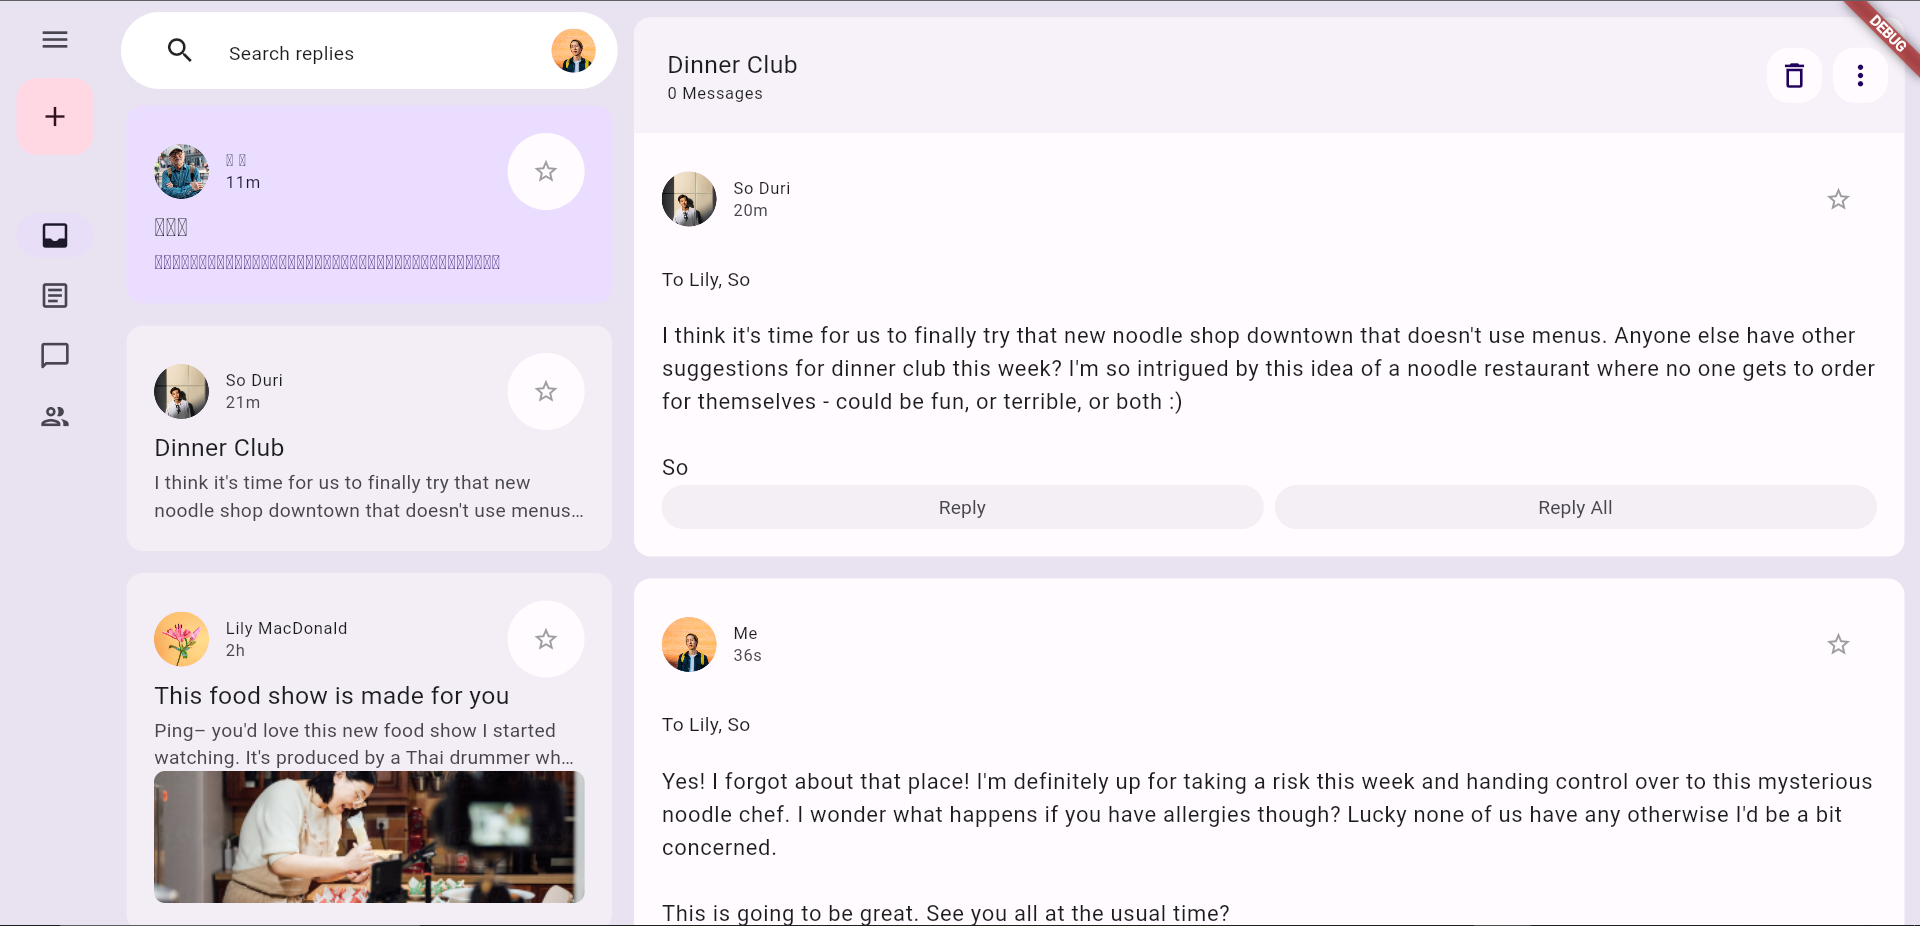 Search replies
11m
So Duri
21m
Dinner Club
I think it's time for us to finally try that new
noodle shop downtown that doesn't use menus...
Lily MacDonald
2h
This food show is made for you
Ping– you'd love this new food show I started
watching. It's produced by a Thai drummer wh...
Dinner Club
0 Messages
DEBUG
So Duri
20m
To Lily, So
I think it's time for us to finally try that new noodle shop downtown that doesn't use menus. Anyone else have other
suggestions for dinner club this week? I'm so intrigued by this idea of a noodle restaurant where no one gets to order
for themselves - could be fun, or terrible, or both :)
So
Reply
Reply All
Me
36s
To Lily, So
Yes! I forgot about that place! I'm definitely up for taking a risk this week and handing control over to this mysterious
noodle chef. I wonder what happens if you have allergies though? Lucky none of us have any otherwise I'd be a bit
concerned.
This is going to be great. See you all at the usual time?